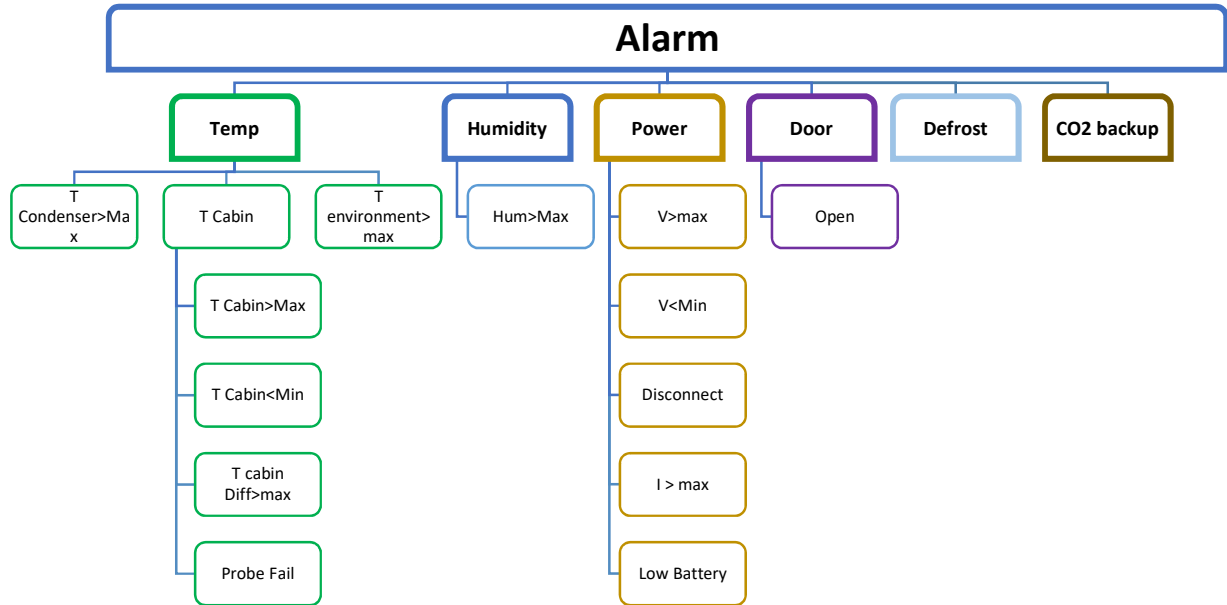 Alarm
Temp
Humidity
Power
Door
Defrost
CO2 backup
T
Condenser>Ma
x
T Cabin
T
environment>
max
Hum>Max
V>max
Open
T Cabin>Max
V<Min
T Cabin<Min
Disconnect
T cabin
Diff>max
I > max
Probe Fail
Low Battery